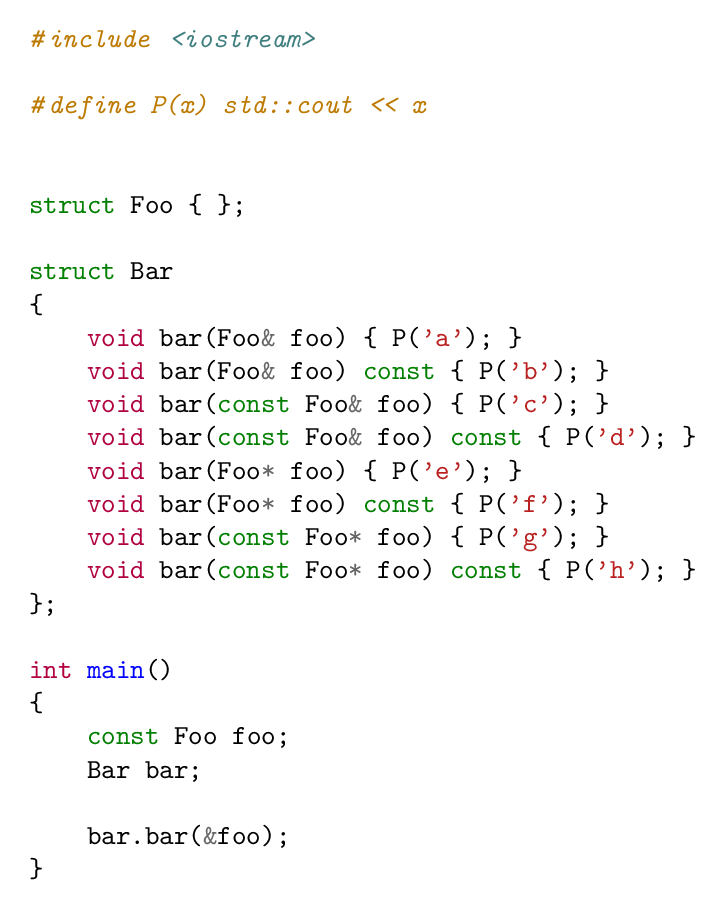 #include <iostream>
#define P(x) std::cout << x
struct Foo { };
struct Bar
{
    void bar(Foo& foo) { P('a'); }
    void bar(Foo& foo) const { P('b'); }
    void bar(const Foo& foo) { P('c'); }
    void bar(const Foo& foo) const { P('d'); }
    void bar(Foo* foo) { P('e'); }
    void bar(Foo* foo) const { P('f'); }
    void bar(const Foo* foo) { P('g'); }
    void bar(const Foo* foo) const { P('h'); }
};
int main()
{
    const Foo foo;
    Bar bar;
    bar.bar(&foo);
}